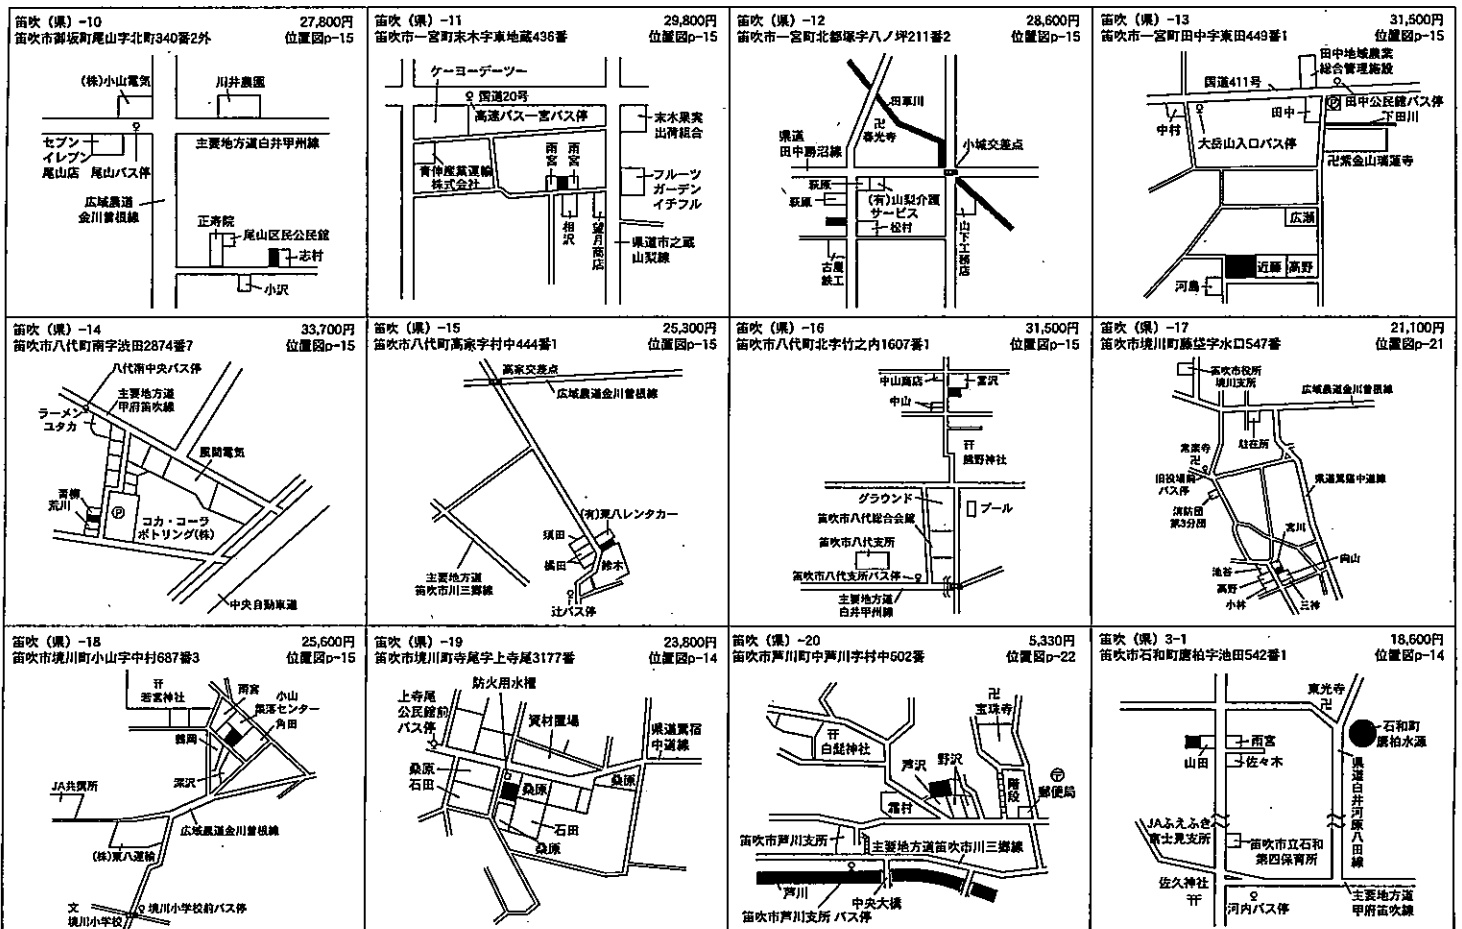 笛吹（県）-10
27,800円
笛吹市御坂町尾山字北町340番2外
位置図p-15
(株)小山電気
川井農園
セブン
イレブン
尾山店
尾山バス停
主要地方道白井甲州線
広域農道
金川曽根線
正寿院
尾山区民公民館
志村
小沢
笛吹（県）-11
29,800円
笛吹市一宮町末木字東地蔵436番
位置図p-15
ケーヨーデーツー
国道20号
高速バス一宮バス停
末木果実
出荷組合
青伸産業運輸
株式会社
雨宮
雨宮
フルーツ
ガーデン
イチフル
相沢
望月商店
県道市之蔵
山梨線
笛吹（県）-12
28,600円
笛吹市一宮町北都塚字八ノ坪211番2
位置図p-15
田草川
卍
春光寺
県道
田中勝沼線
小城交差点
萩原
萩原
(有)山梨介護
サービス
松村
古屋
鉄工
山下工務店
笛吹（県）-13
31,500円
笛吹市一宮町田中字東田449番1
位置図p-15
田中地域農業
総合管理施設
国道411号
田中公民館バス停
中村
田中
下田川
大岳山入口バス停
卍紫金山瑞蓮寺
広瀬
近藤
高野
河島
笛吹（県）-14
33,700円
笛吹市八代町南字渋田2874番7
位置図p-15
八代南中央バス停
主要地方道
甲府笛吹線
ラーメン
ユタカ
風間電気
青柳
荒川
Ⓟ
コカ・コーラ
ボトリング(株)
中央自動車道
笛吹（県）-15
25,300円
笛吹市八代町高家字村中444番1
位置図p-15
高家交差点
広域農道金川曽根線
(有)東八レンタカー
須田
橘田
鈴木
主要地方道
笛吹市川三郷線
辻バス停
笛吹（県）-16
31,500円
笛吹市八代町北字竹之内1607番1
位置図p-15
中山商店
宮沢
中山
熊野神社
グラウンド
プール
笛吹市八代総合会館
笛吹市八代支所
笛吹市八代支所バス停
主要地方道
白井甲州線
笛吹（県）-17
21,100円
笛吹市境川町藤垈字水口547番
位置図p-21
笛吹市役所
境川支所
広域農道金川曽根線
常楽寺
卍
駐在所
旧役場前
バス停
県道鶯宿中道線
消防団
第3分団
宮川
向山
池谷
高野
小林
三神
笛吹（県）-18
25,600円
笛吹市境川町小山字中村687番3
位置図p-15
若宮神社
雨宮
小山
集落センター
角田
鶴岡
深沢
JA共撰所
広域農道金川曽根線
(株)東八運輸
文
境川小学校
境川小学校前バス停
笛吹（県）-19
23,800円
笛吹市境川町寺尾字上寺尾3177番
位置図p-14
防火用水槽
上寺尾
公民館前
バス停
資材置場
県道鶯宿
中道線
桑原
石田
桑原
桑原
石田
桑原
笛吹（県）-20
5,330円
笛吹市芦川町中芦川字村中502番
位置図p-22
卍
宝珠寺
白髭神社
芦沢
野沢
階段
郵便局
霜村
笛吹市芦川支所
主要地方道笛吹市川三郷線
芦川
中央大橋
笛吹市芦川支所 バス停
笛吹（県）3-1
18,600円
笛吹市石和町唐柏字池田542番1
位置図p-14
東光寺
卍
石和町
唐柏水源
雨宮
山田
佐々木
県道白井河原八田線
JAふえふき
富士見支所
笛吹市立石和
第四保育所
佐久神社
河内バス停
主要地方道
甲府笛吹線